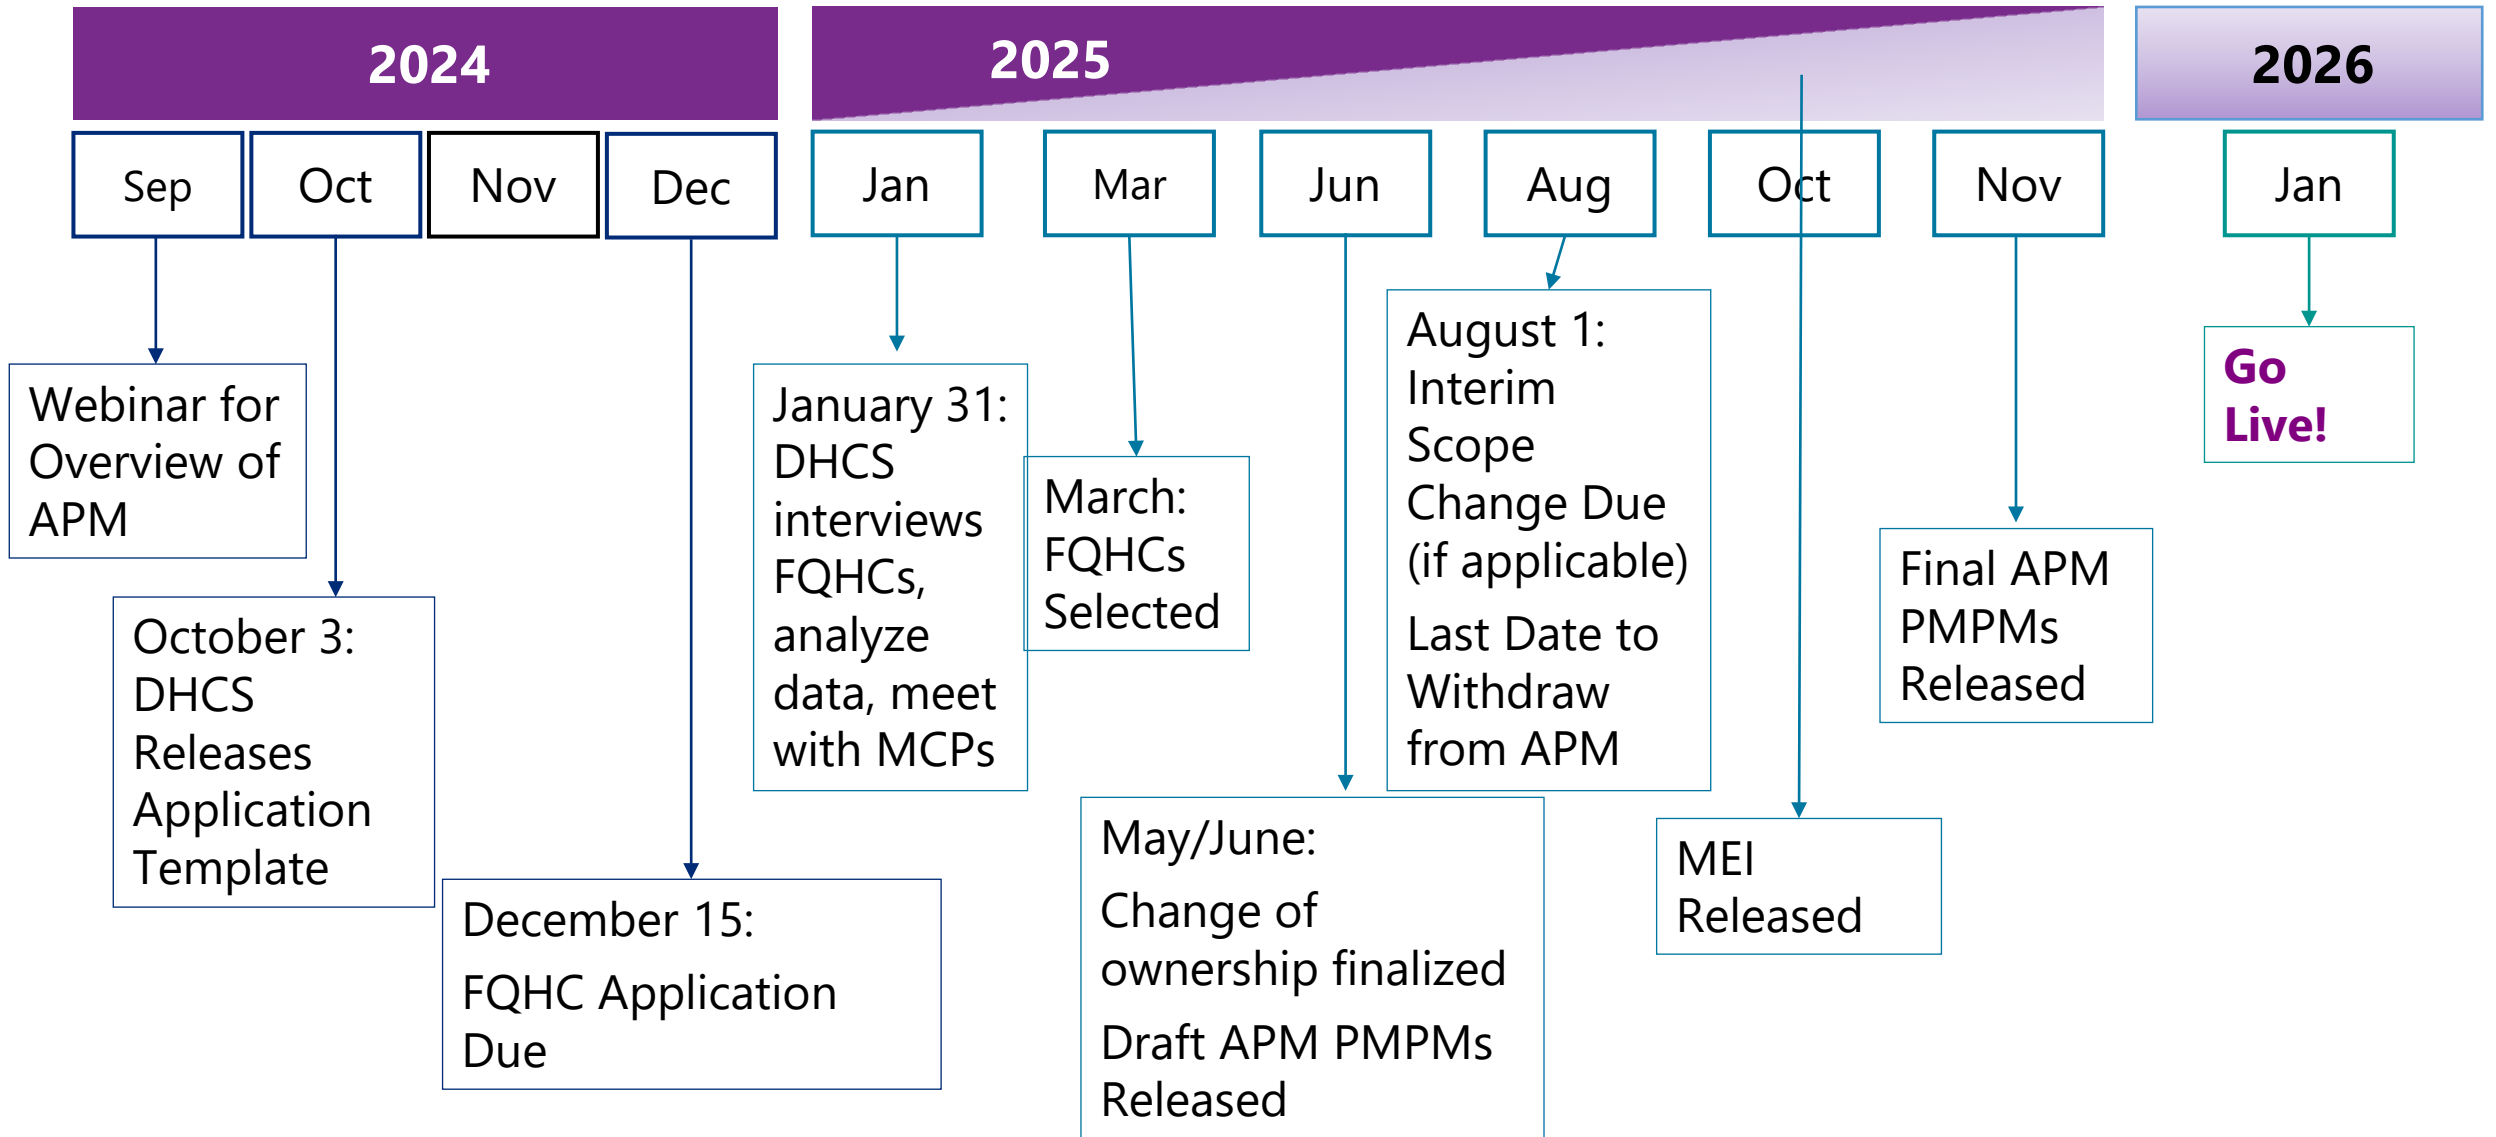 2024
2025
2026
Sep
Oct
Nov
Dec
Jan
Mar
Jun
Aug
Oct
Nov
Jan
Webinar for
Overview of
APM
October 3:
DHCS
Releases
Application
Template
December 15:
FQHC Application
Due
January 31:
DHCS
interviews
FQHCs,
analyze
data, meet
with MCPs
March:
FQHCs
Selected
May/June:
Change of
ownership finalized
Draft APM PMPMs
Released
August 1:
Interim
Scope
Change Due
(if applicable)
Last Date to
Withdraw
from APM
MEI
Released
Final APM
PMPMs
Released
Go
Live!